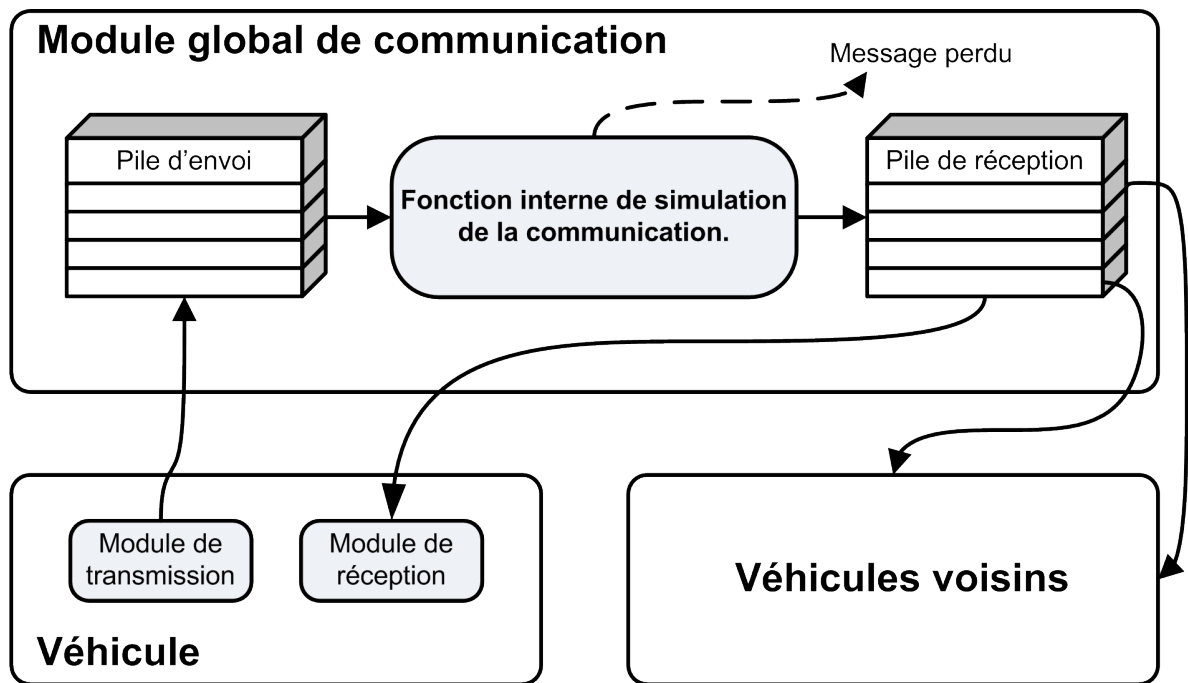 Module global de communication
Message perdu
Pile d'envoi
Fonction interne de simulation
de la communication.
Pile de réception
Module de
transmission
Module de
réception
Véhicule
Véhicules voisins